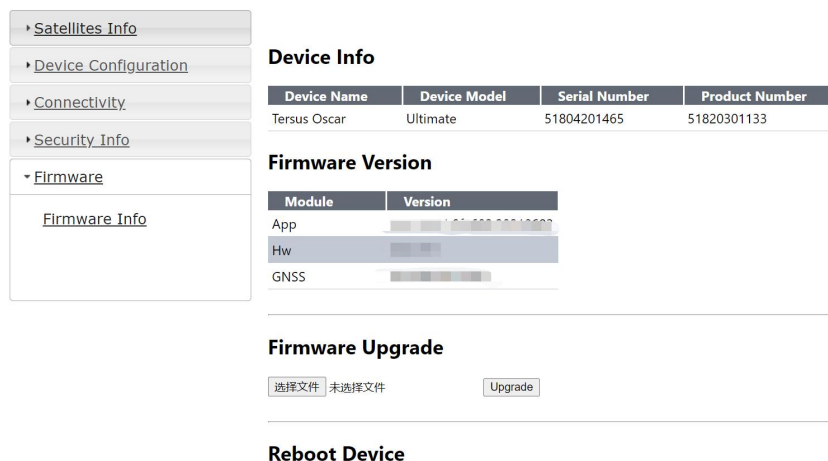 Satellites Info
Device Configuration
Connectivity
Security Info
Firmware
Firmware Info
Device Info
Device Name Device Model Serial Number Product Number
Tersus Oscar Ultimate 51804201465 51820301133
Firmware Version
Module Version
App
Hw
GNSS
Firmware Upgrade
选择文件 未选择文件 Upgrade
Reboot Device